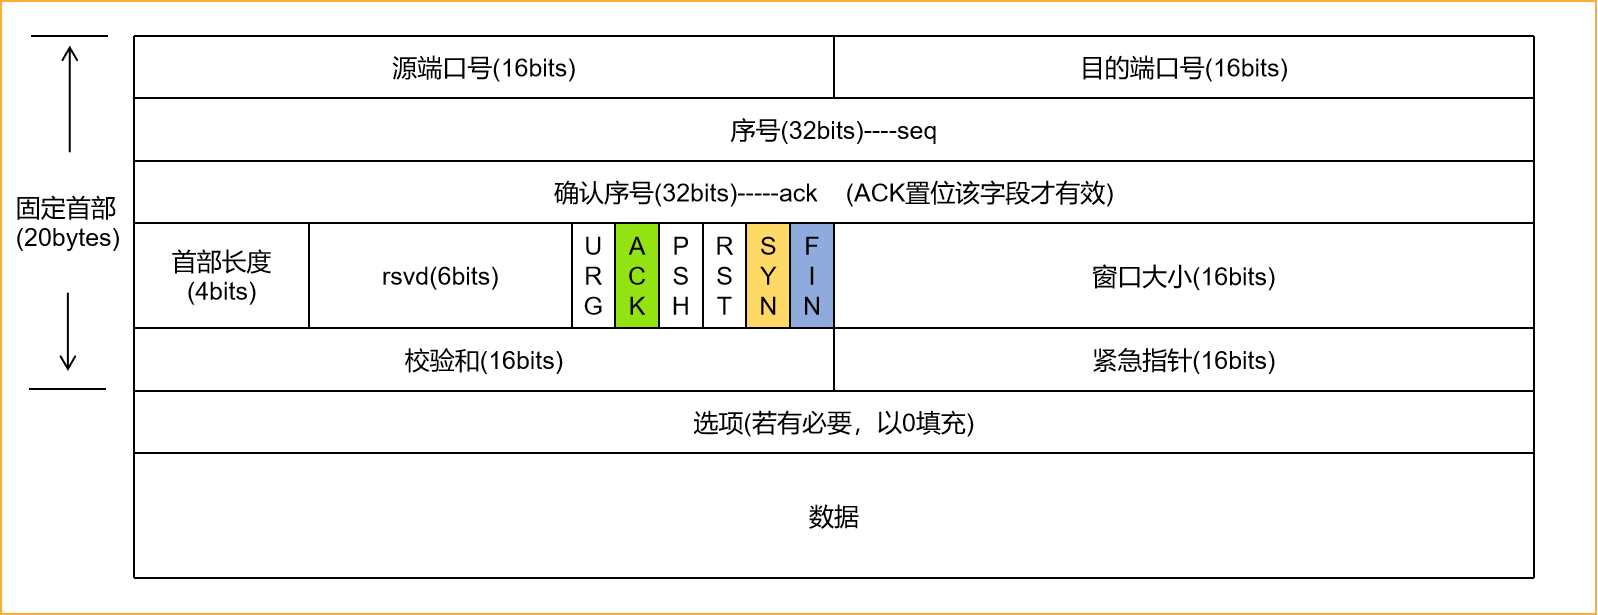 源端口号(16bits)
目的端口号(16bits)
序号(32bits)----seq
确认序号(32bits)-----ack (ACK置位该字段才有效)
固定首部
(20bytes)
首部长度
(4bits)
rsvd(6bits)
URG
ACK
PSH
RST
SYN
FIN
窗口大小(16bits)
校验和(16bits)
紧急指针(16bits)
选项(若有必要，以0填充)
数据